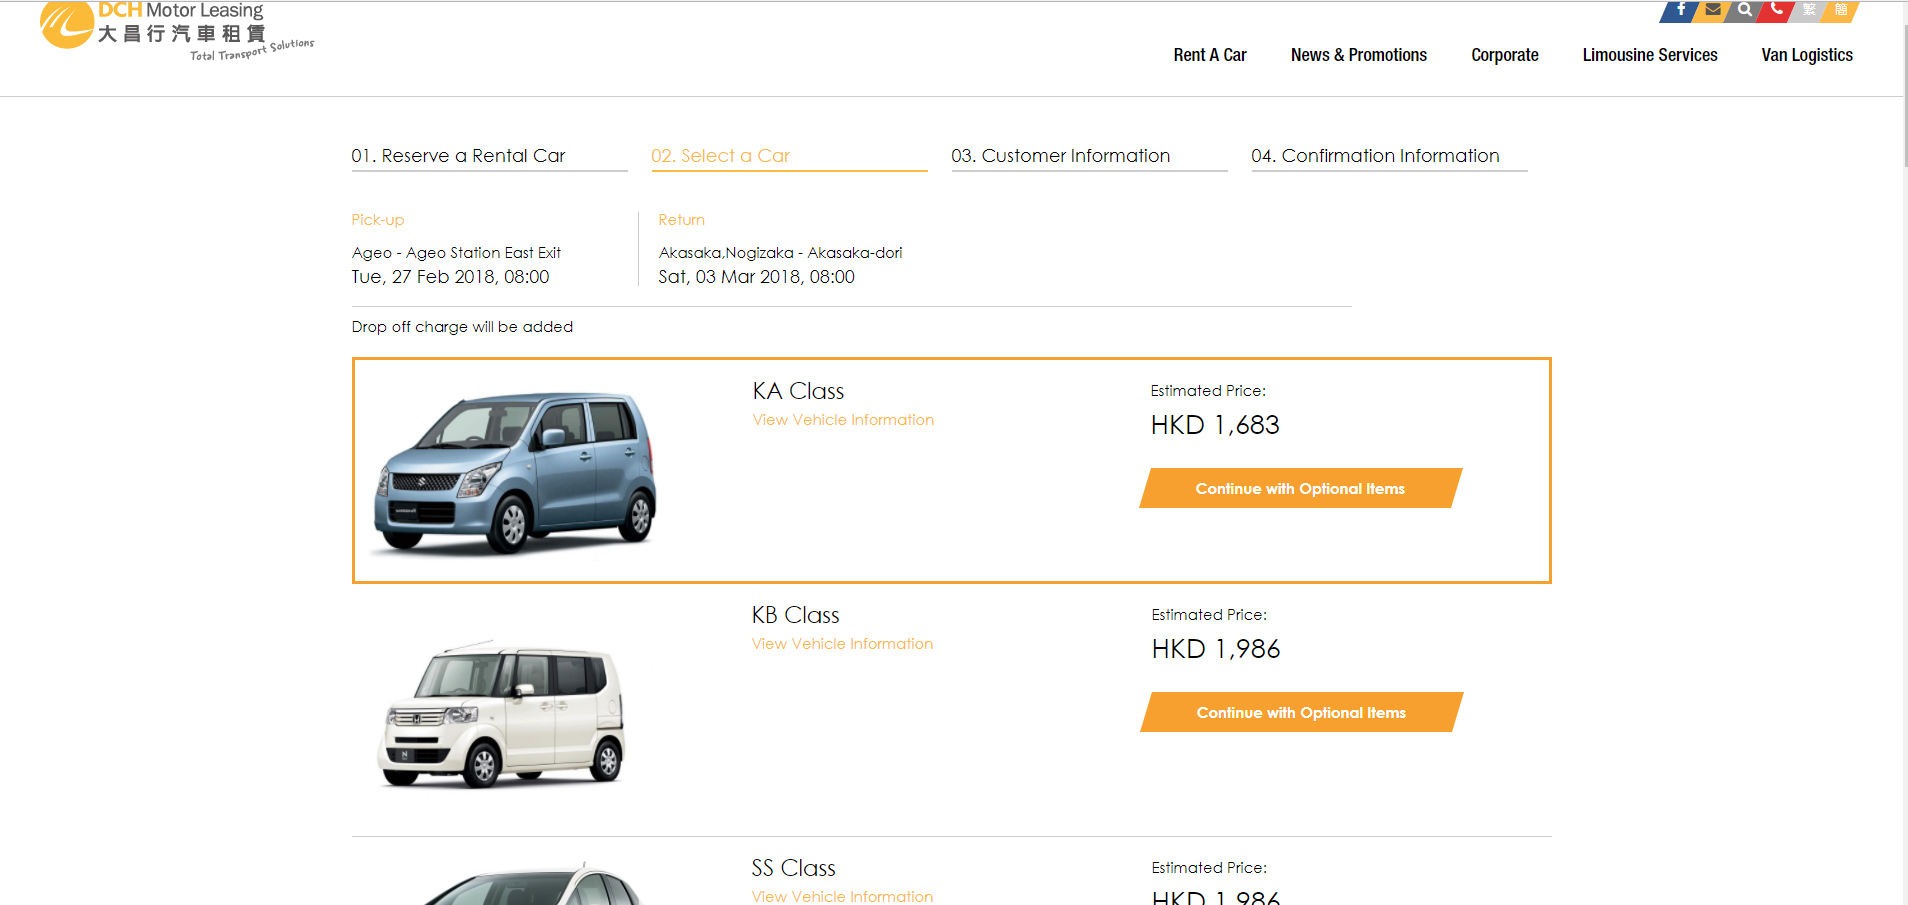 DCH Motor Leasing
大昌行汽車租賃
Total Transport Solutions
繁 簡
Rent A Car News & Promotions Corporate Limousine Services Van Logistics
01. Reserve a Rental Car 02. Select a Car 03. Customer Information 04. Confirmation Information
Pick-up
Ageo - Ageo Station East Exit
Tue, 27 Feb 2018, 08:00
Return
Akasaka,Nogizaka - Akasaka-dori
Sat, 03 Mar 2018, 08:00
Drop off charge will be added
KA Class
View Vehicle Information
Estimated Price:
HKD 1,683
Continue with Optional Items
KB Class
View Vehicle Information
Estimated Price:
HKD 1,986
Continue with Optional Items
SS Class
View Vehicle Information
Estimated Price:
HKD 1,986